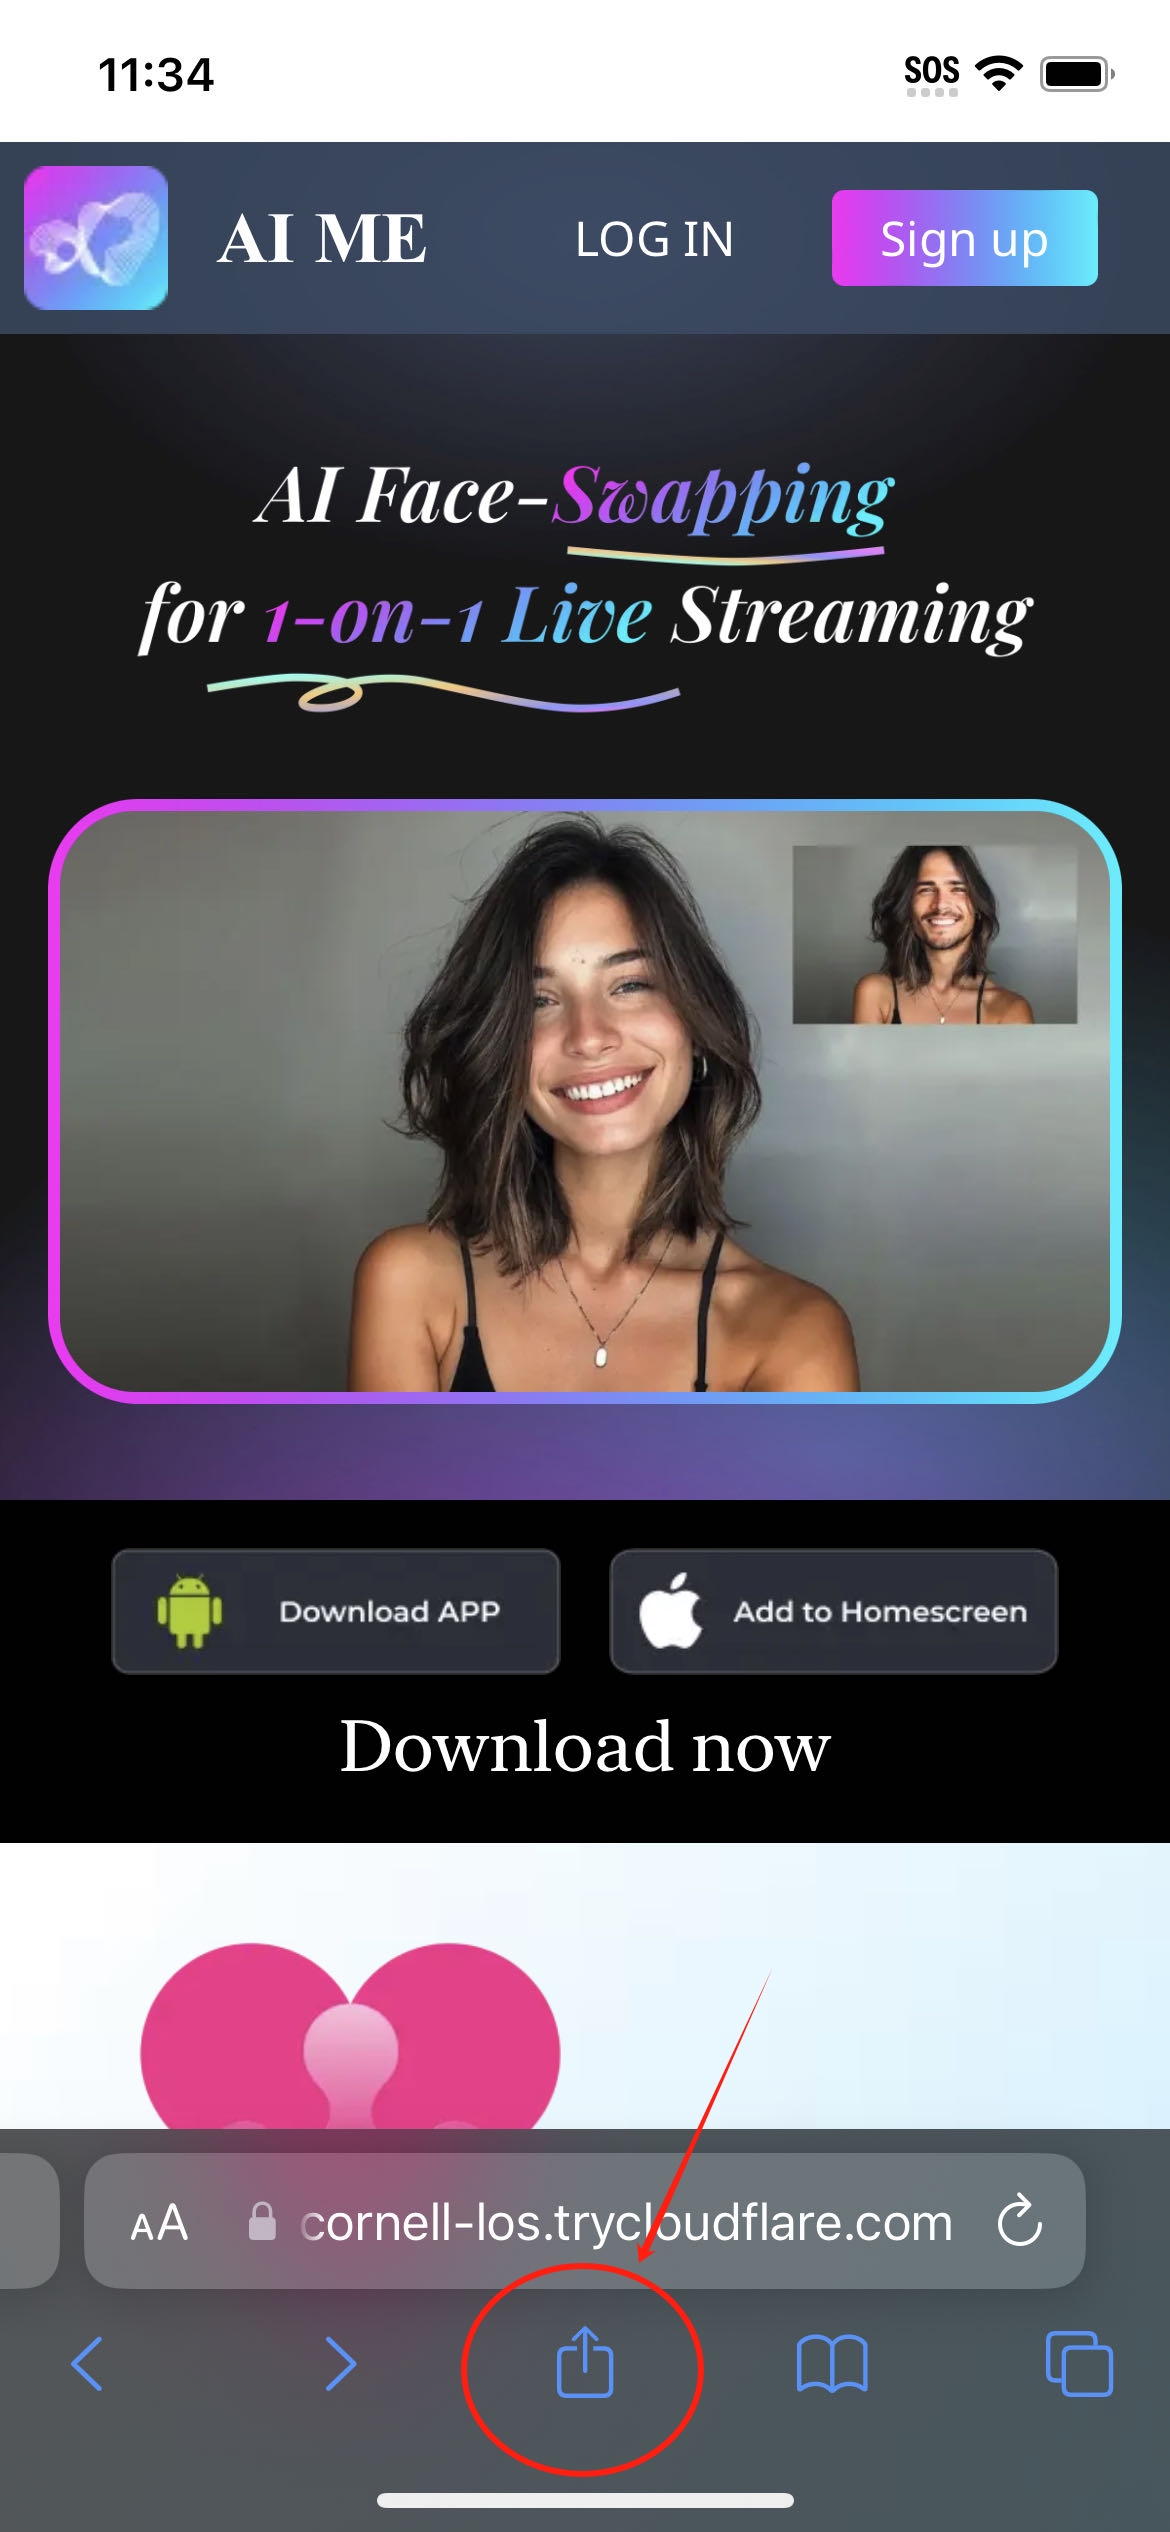 11:34
SOS
AI ME
LOG IN
Sign up
AI Face-Swapping
for 1-on-1 Live Streaming
Download APP
Add to Homescreen
Download now
AA
cornell-los.trycloudflare.com